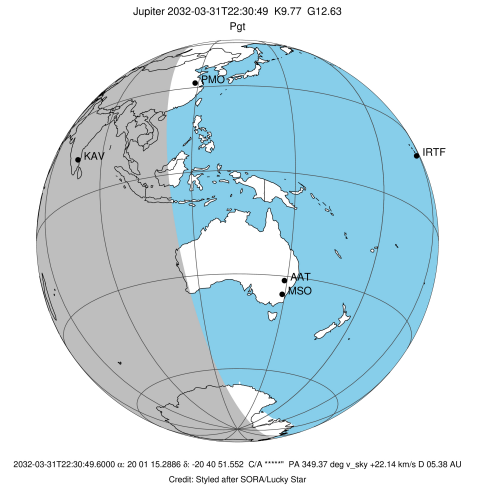 Jupiter 2032-03-31T22:30:49 K9.77 G12.63
Pgt
PMO
KAV
IRTF
AAT
MSO
2032-03-31T22:30:49.6000 α: 20 01 15.2886 δ: -20 40 51.552 C/A *****" PA 349.37 deg v_sky +22.14 km/s D 05.38 AU
Credit: Styled after SORA/Lucky Star